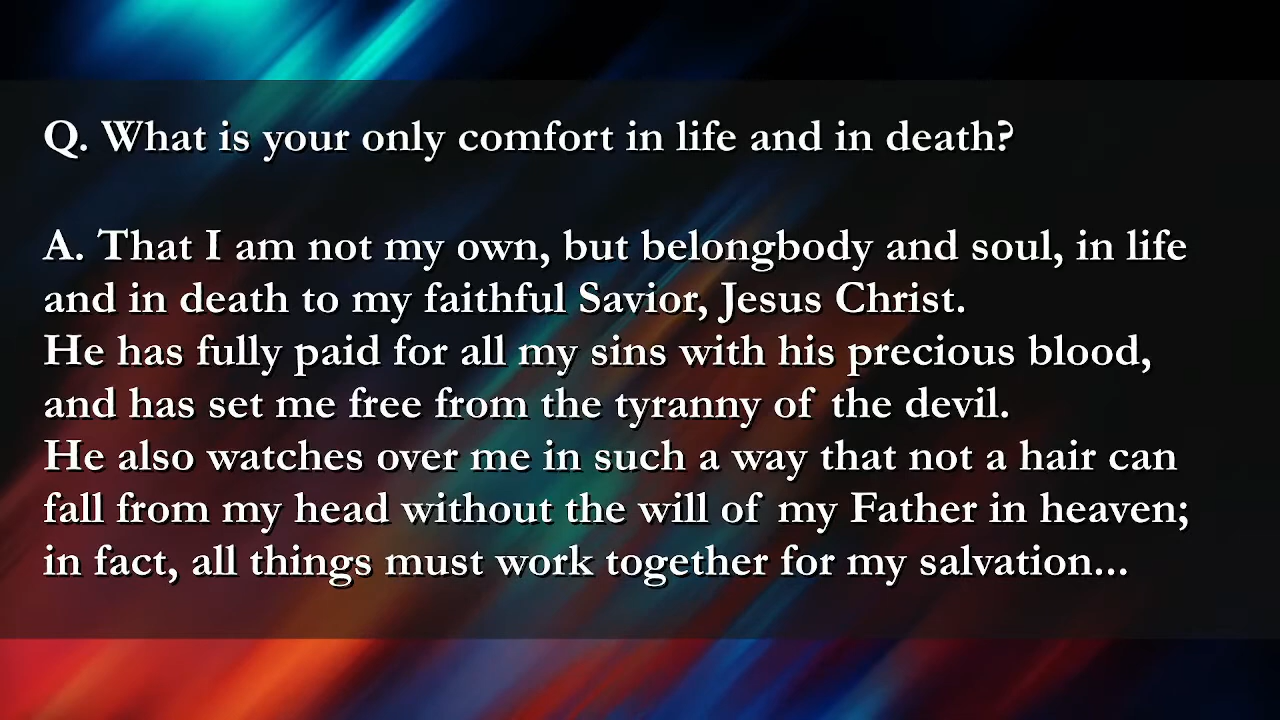 Q. What is your only comfort in life and in death?
A. That I am not my own, but belongbody and soul, in life
and in death to my faithful Savior, Jesus Christ.
He has fully paid for all my sins with his precious blood,
and has set me free from the tyranny of the devil.
He also watches over me in such a way that not a hair can
fall from my head without the will of my Father in heaven;
in fact, all things must work together for my salvation...